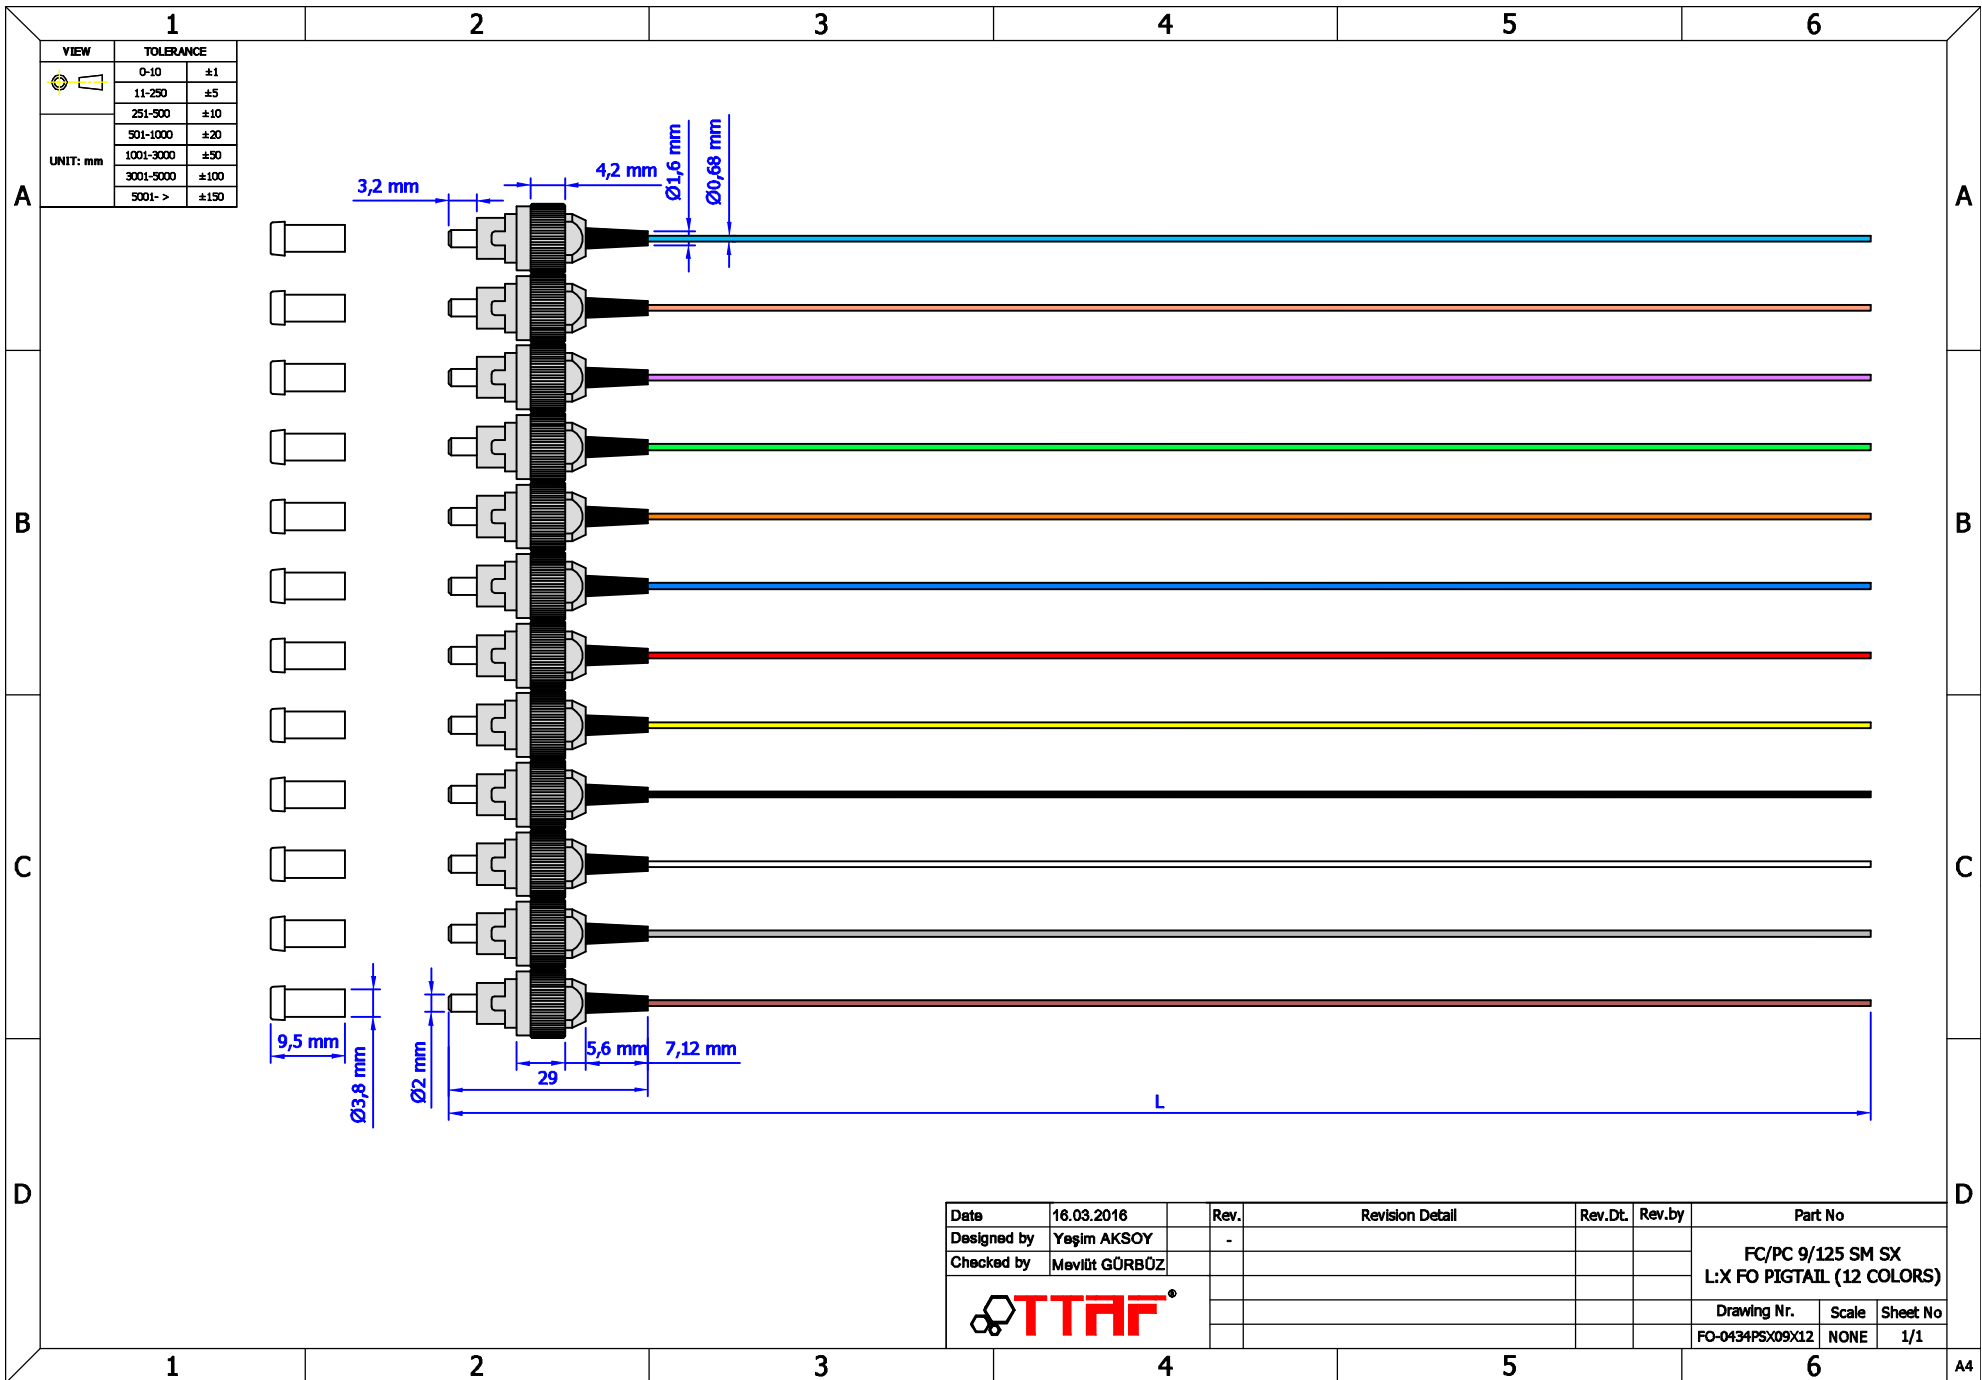 1 2 3 4 5 6
VIEW TOLERANCE
0-10 ±1
11-250 ±5
251-500 ±10
501-1000 ±20
UNIT: mm
1001-3000 ±50
3001-5000 ±100
5001- > ±150
A A
B B
C C
D D
3,2 mm
4,2 mm
Ø1,6 mm
Ø0,68 mm
9,5 mm
Ø3,8 mm
Ø2 mm
5,6 mm
7,12 mm
29
L
Date 16.03.2016 Rev. Revision Detail Rev.Dt. Rev.by Part No
Designed by Yeşim AKSOY -
Checked by Mevlüt GÜRBÜZ
FC/PC 9/125 SM SX
L:X FO PIGTAIL (12 COLORS)
TTAF ®
Drawing Nr. Scale Sheet No
FO-0434PSX09X12 NONE 1/1
1 2 3 4 5 6 A4